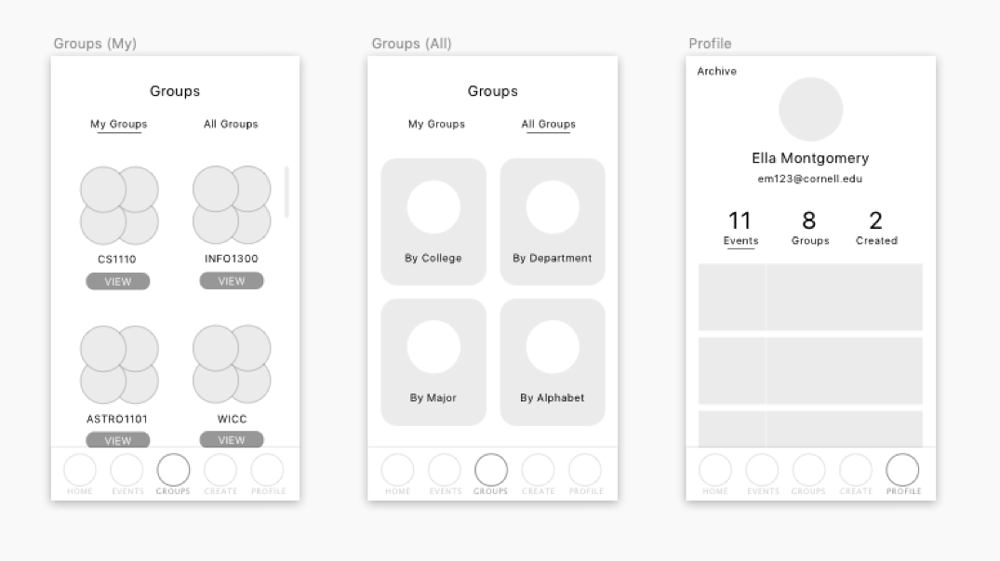 Groups (My)
Groups
My Groups All Groups
CS1110 INFO1300
VIEW VIEW
ASTRO1101 WICC
VIEW VIEW
HOME EVENTS GROUPS CREATE PROFILE
Groups (All)
Groups
My Groups All Groups
By College By Department
By Major By Alphabet
HOME EVENTS GROUPS CREATE PROFILE
Profile
Archive
Ella Montgomery
em123@cornell.edu
11 8 2
Events Groups Created
HOME EVENTS GROUPS CREATE PROFILE